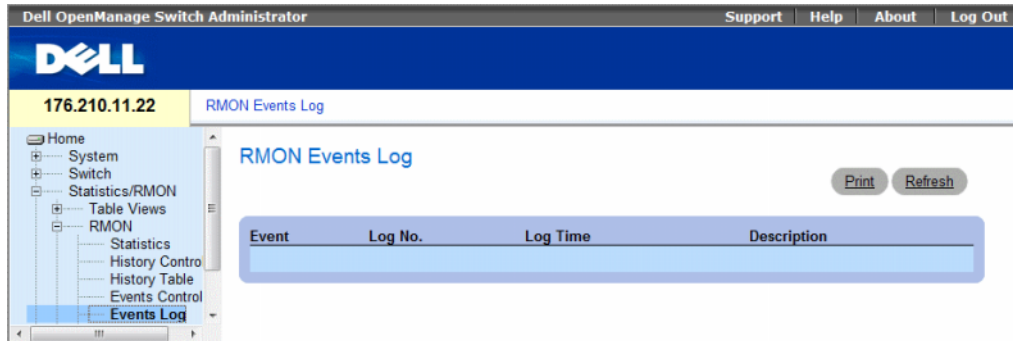 Dell OpenManage Switch Administrator
Support Help About Log Out
DELL
176.210.11.22
RMON Events Log
Home
System
Switch
Statistics/RMON
Table Views
RMON
Statistics
History Contro
History Table
Events Control
Events Log
RMON Events Log
Print Refresh
Event Log No. Log Time Description